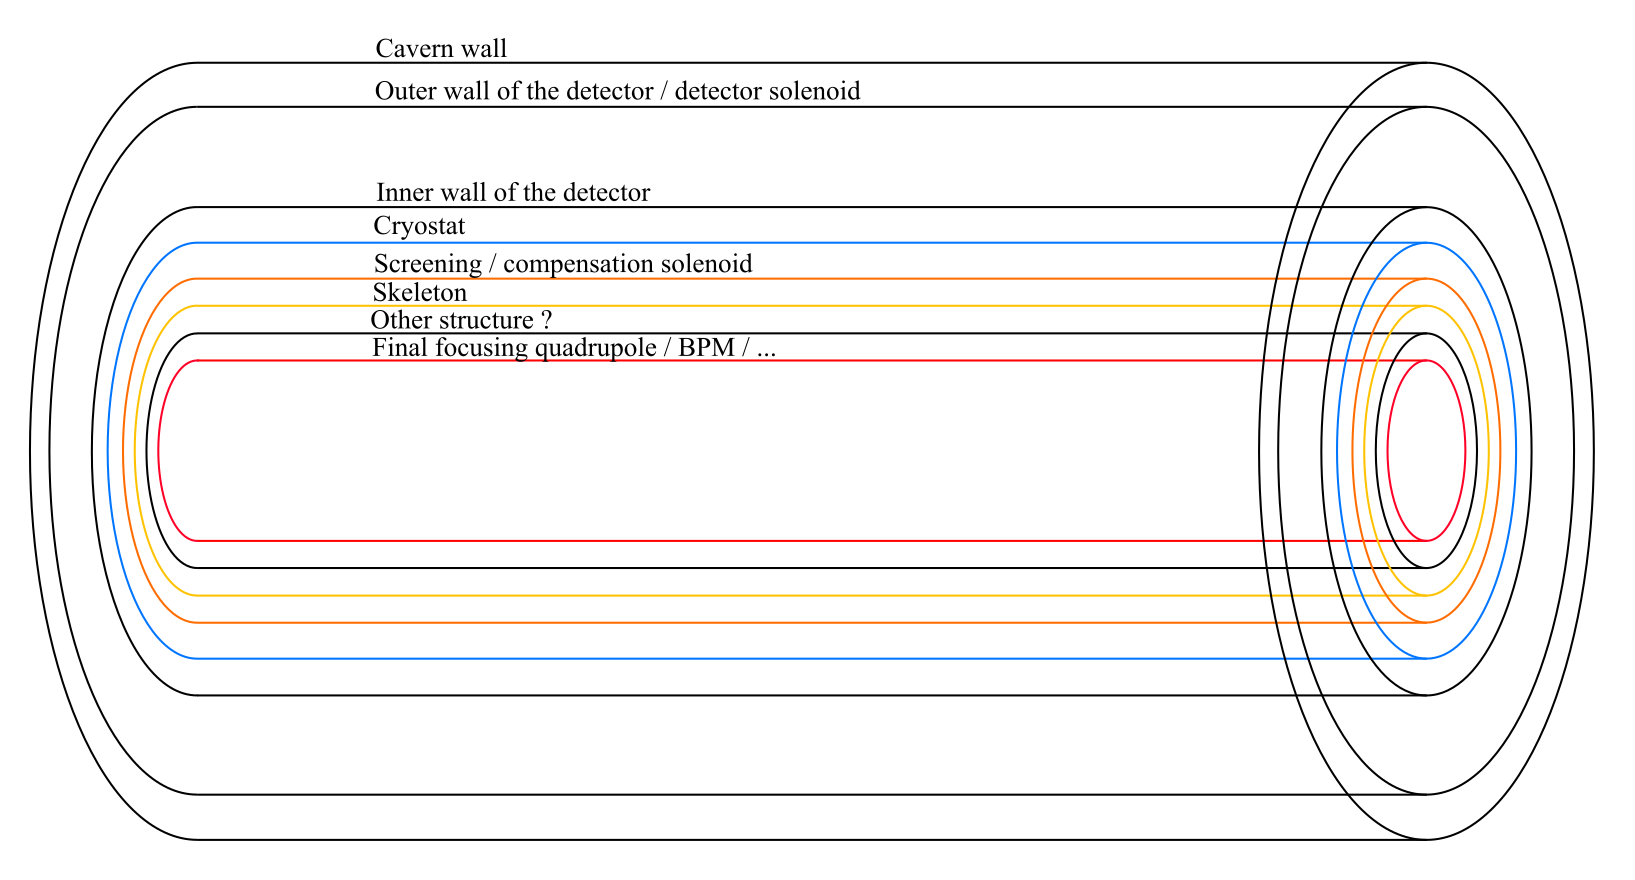 Cavern wall
Outer wall of the detector / detector solenoid
Inner wall of the detector
Cryostat
Screening / compensation solenoid
Skeleton
Other structure ?
Final focusing quadrupole / BPM / ...